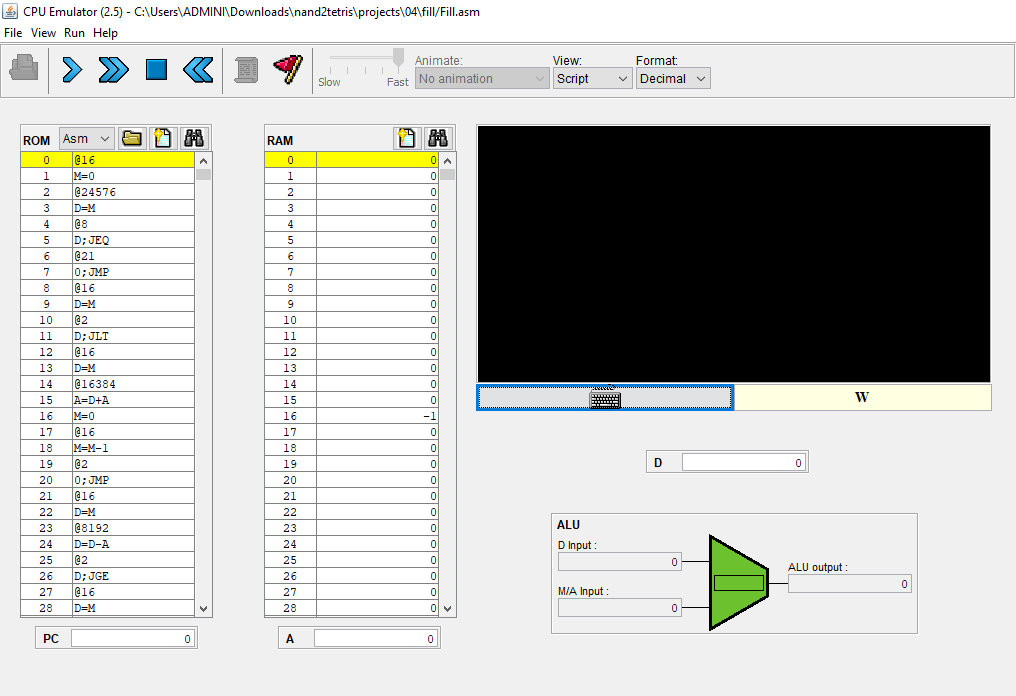 CPU Emulator (2.5) - C:\Users\ADMINI\Downloads\nand2tetris\projects\04\fill/Fill.asm
File View Run Help
Slow Fast
Animate: View: Format:
No animation Script Decimal
ROM Asm
0 @16
1 M=0
2 @24576
3 D=M
4 @8
5 D;JEQ
6 @21
7 0;JMP
8 @16
9 D=M
10 @2
11 D;JLT
12 @16
13 D=M
14 @16384
15 A=D+A
16 M=0
17 @16
18 M=M-1
19 @2
20 0;JMP
21 @16
22 D=M
23 @8192
24 D=D-A
25 @2
26 D;JGE
27 @16
28 D=M
PC 0
RAM
0 0
1 0
2 0
3 0
4 0
5 0
6 0
7 0
8 0
9 0
10 0
11 0
12 0
13 0
14 0
15 0
16 -1
17 0
18 0
19 0
20 0
21 0
22 0
23 0
24 0
25 0
26 0
27 0
28 0
A 0
W
D 0
ALU
D Input :
0
M/A Input :
0
ALU output :
0